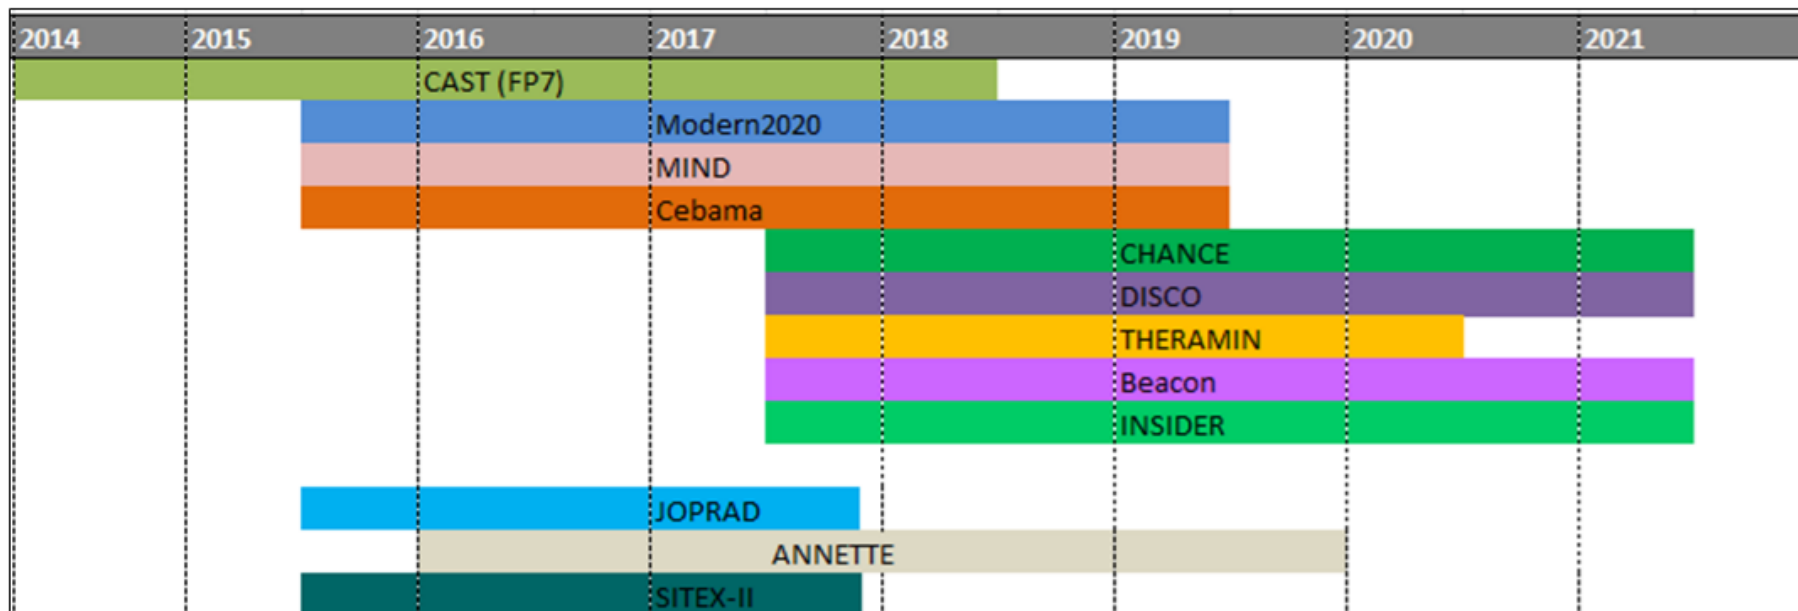 2014 2015 2016 2017 2018 2019 2020 2021
CAST (FP7)
Modern2020
MIND
Cebama
CHANCE
DISCO
THERAMIN
Beacon
INSIDER
JOPRAD
ANNETTE
SITEX-II